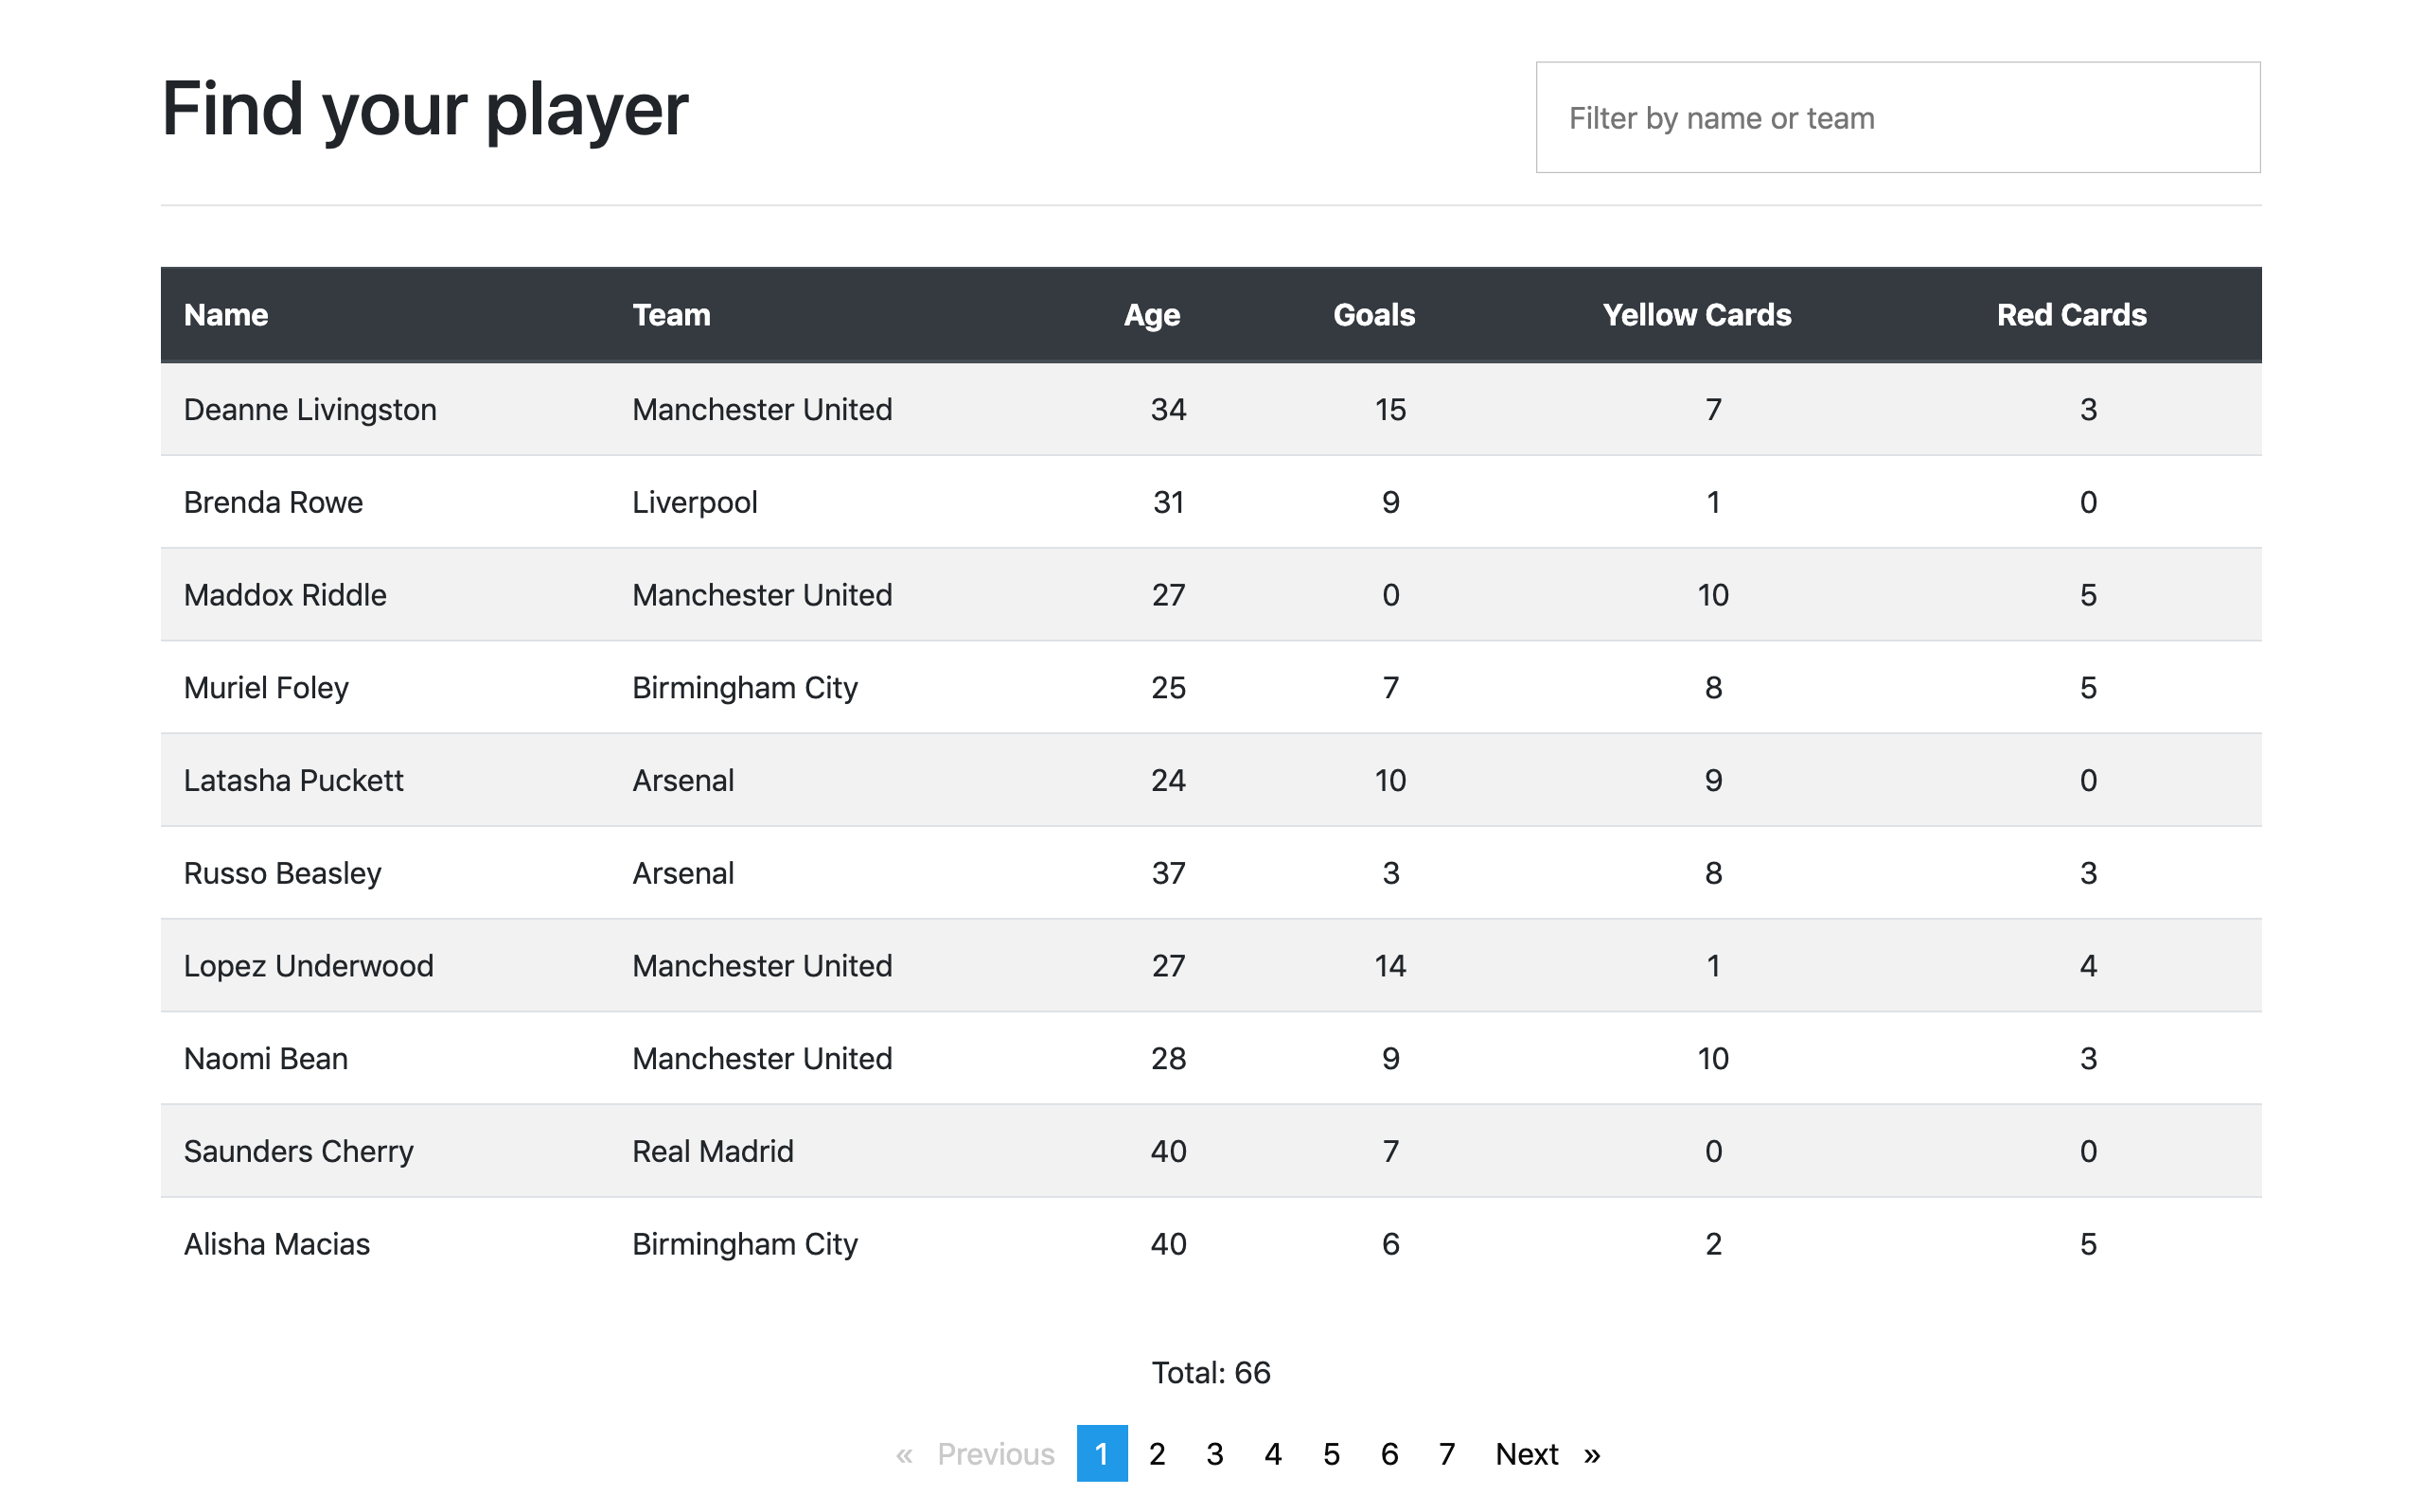 Find your player
Filter by name or team
Name Team Age Goals Yellow Cards Red Cards
Deanne Livingston Manchester United 34 15 7 3
Brenda Rowe Liverpool 31 9 1 0
Maddox Riddle Manchester United 27 0 10 5
Muriel Foley Birmingham City 25 7 8 5
Latasha Puckett Arsenal 24 10 9 0
Russo Beasley Arsenal 37 3 8 3
Lopez Underwood Manchester United 27 14 1 4
Naomi Bean Manchester United 28 9 10 3
Saunders Cherry Real Madrid 40 7 0 0
Alisha Macias Birmingham City 40 6 2 5
Total: 66
« Previous 1 2 3 4 5 6 7 Next »